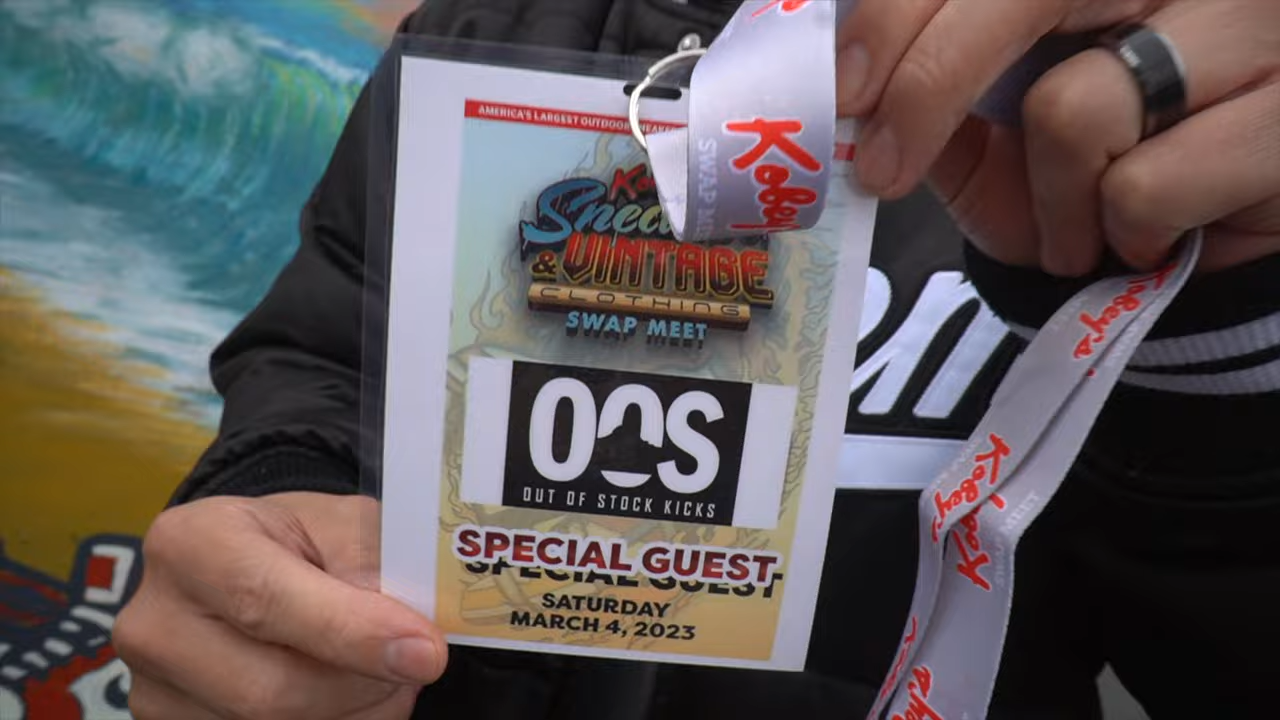 AMERICA'S LARGEST OUTDOOR SNEAKER
Kobey
SWAP MEET
& VINTAGE
CLOTHING
SWAP MEET
OOS
OUT OF STOCK KICKS
SPECIAL GUEST
SATURDAY
MARCH 4, 2023
Kobey's
Kobey's